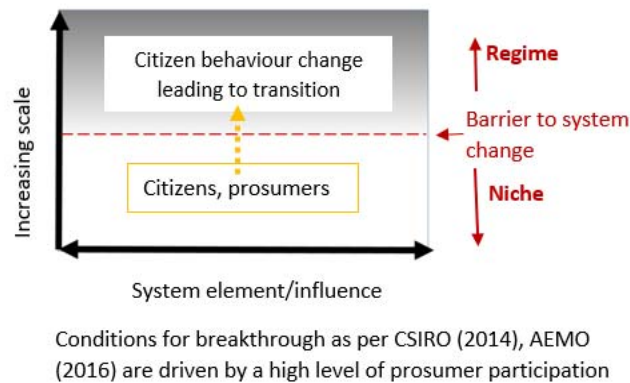 Increasing scale
Citizen behaviour change
leading to transition
Citizens, prosumers
Regime
Barrier to system
change
Niche
System element/influence
Conditions for breakthrough as per CSIRO (2014), AEMO
(2016) are driven by a high level of prosumer participation